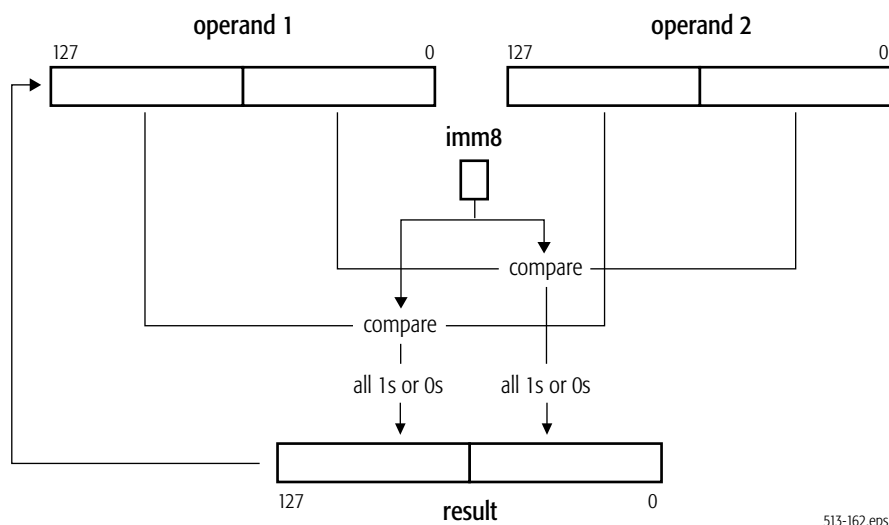 operand 1
operand 2
127 0
127 0
imm8
compare
compare
all 1s or 0s
all 1s or 0s
127 0
result
513-162.eps